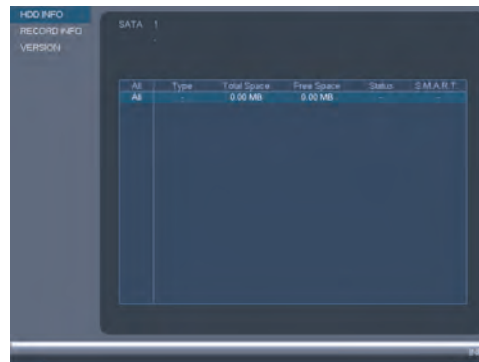 HDD INFO
RECORD INFO
VERSION
SATA 1
-
All Type Total Space Free Space Status S.M.A.R.T.
All - 0.00 MB 0.00 MB - -